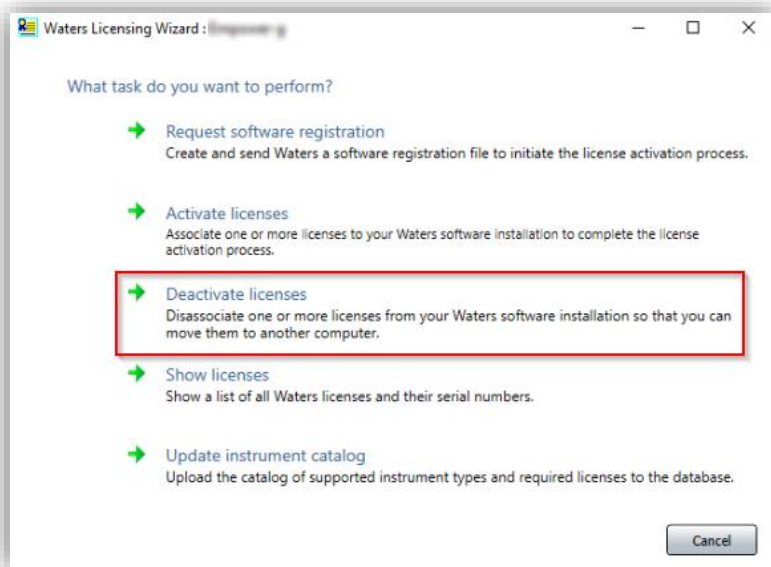 Waters Licensing Wizard :
What task do you want to perform?
Request software registration
Create and send Waters a software registration file to initiate the license activation process.
Activate licenses
Associate one or more licenses to your Waters software installation to complete the license
activation process.
Deactivate licenses
Disassociate one or more licenses from your Waters software installation so that you can
move them to another computer.
Show licenses
Show a list of all Waters licenses and their serial numbers.
Update instrument catalog
Upload the catalog of supported instrument types and required licenses to the database.
Cancel